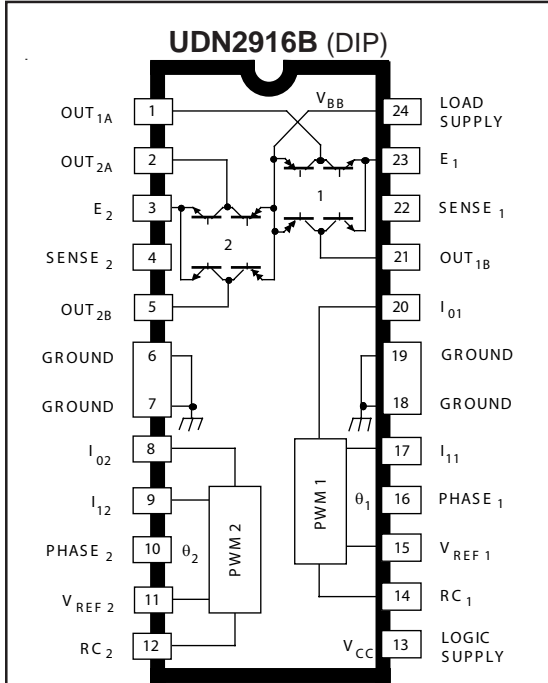 UDN2916B (DIP)
OUT1A 1 VBB 24 LOAD SUPPLY
OUT2A 2 23 E1
E2 3 1 22 SENSE1
SENSE2 4 2 21 OUT1B
OUT2B 5 20 I01
GROUND 6 19 GROUND
GROUND 7 18 GROUND
I02 8 17 I11
I12 9 PWM 2 PWM 1 θ1 16 PHASE1
PHASE2 10 θ2 15 VREF1
VREF2 11 14 RC1
RC2 12 VCC 13 LOGIC SUPPLY